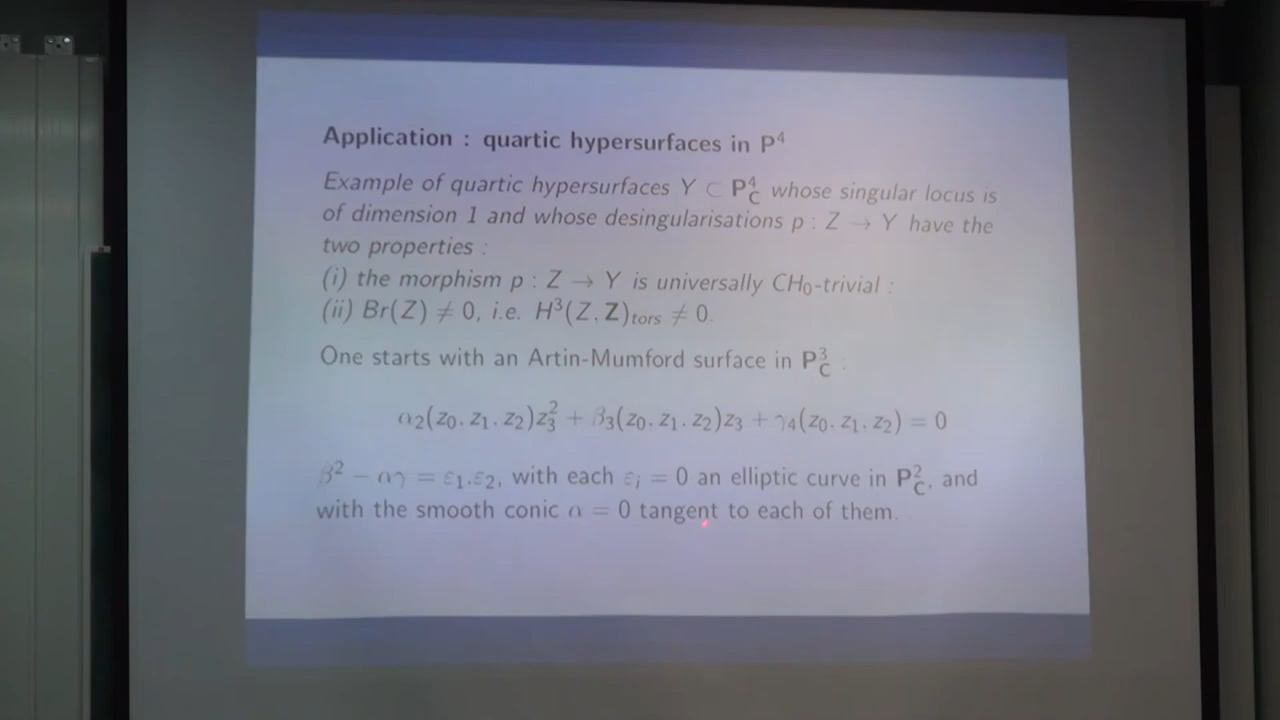 Application : quartic hypersurfaces in P⁴
Example of quartic hypersurfaces Y ⊂ P⁴_C whose singular locus is
of dimension 1 and whose desingularisations p : Z → Y have the
two properties :
(i) the morphism p : Z → Y is universally CH₀-trivial :
(ii) Br(Z) ≠ 0, i.e. H³(Z, Z)_tors ≠ 0.
One starts with an Artin-Mumford surface in P³_C :
α₂(z₀, z₁, z₂)z₃² + β₃(z₀, z₁, z₂)z₃ + γ₄(z₀, z₁, z₂) = 0
β² − αγ = ε₁.ε₂, with each εᵢ = 0 an elliptic curve in P²_C, and
with the smooth conic α = 0 tangent to each of them.